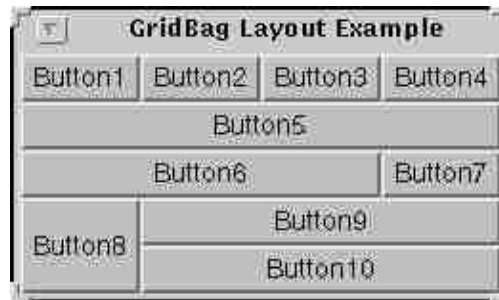 GridBag Layout Example
Button1 Button2 Button3 Button4
Button5
Button6 Button7
Button8
Button9
Button10